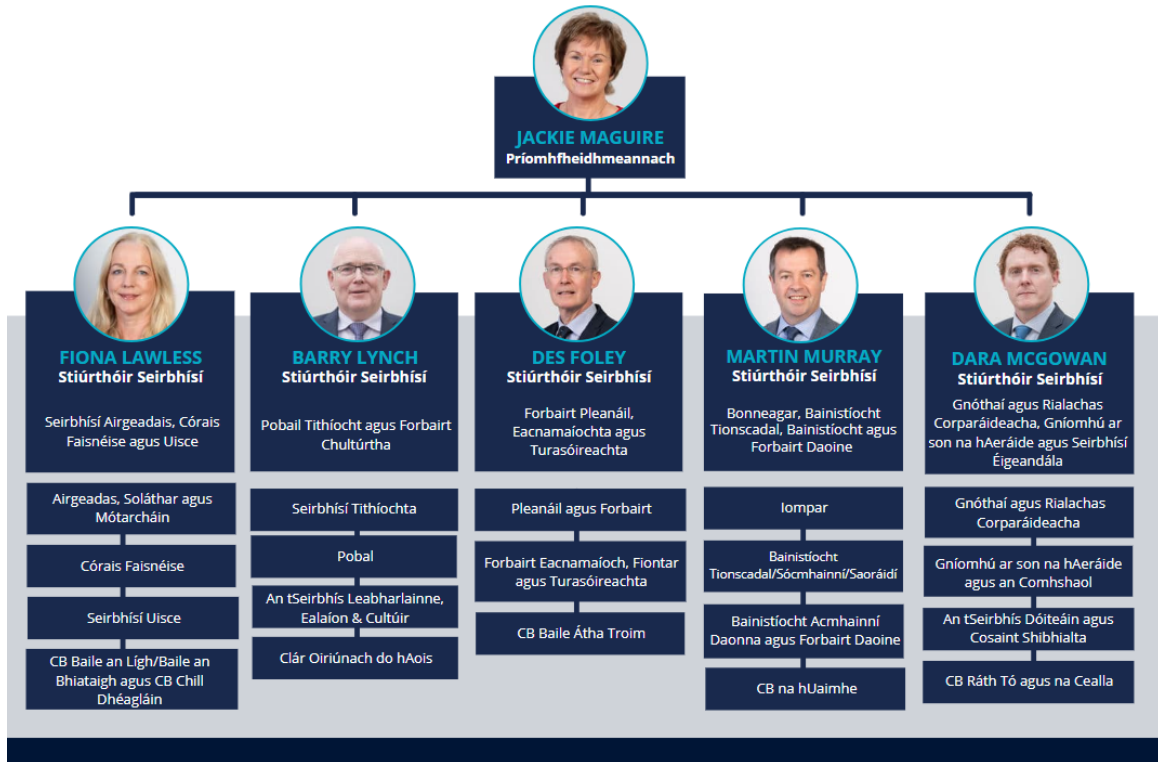 JACKIE MAGUIRE
Príomhfheidhmeannach
FIONA LAWLESS
Stiúrthóir Seirbhísí
Seirbhísí Airgeadais, Córais
Faisnéise agus Uisce
Airgeadas, Soláthar agus
Mótarcháin
Córais Faisnéise
Seirbhísí Uisce
CB Baile an Lígh/Baile an
Bhiataigh agus CB Chill
Dhéagláin
BARRY LYNCH
Stiúrthóir Seirbhísí
Pobail Tithíocht agus Forbairt
Chultúrtha
Seirbhísí Tithíochta
Pobal
An tSeirbhís Leabharlainne,
Ealaíon & Cultúir
Clár Oiriúnach do hAois
DES FOLEY
Stiúrthóir Seirbhísí
Forbairt Pleanáil,
Eacnamaíochta agus
Turasóireachta
Pleanáil agus Forbairt
Forbairt Eacnamaíoch, Fiontar
agus Turasóireachta
CB Baile Átha Troim
MARTIN MURRAY
Stiúrthóir Seirbhísí
Bonneagar, Bainistíocht
Tionscadal, Bainistíocht agus
Forbairt Daoine
Iompar
Bainistíocht
Tionscadal/Sócmhainní/Saoráidí
Bainistíocht Acmhainní
Daonna agus Forbairt Daoine
CB na hUaimhe
DARA MCGOWAN
Stiúrthóir Seirbhísí
Gnóthaí agus Rialachas
Corparáideacha, Gníomhú ar
son na hAeráide agus Seirbhísí
Éigeandála
Gnóthaí agus Rialachas
Corparáideacha
Gníomhú ar son na hAeráide
agus an Comhshaol
An tSeirbhís Dóiteáin agus
Cosaint Shibhialta
CB Ráth Tó agus na Cealla